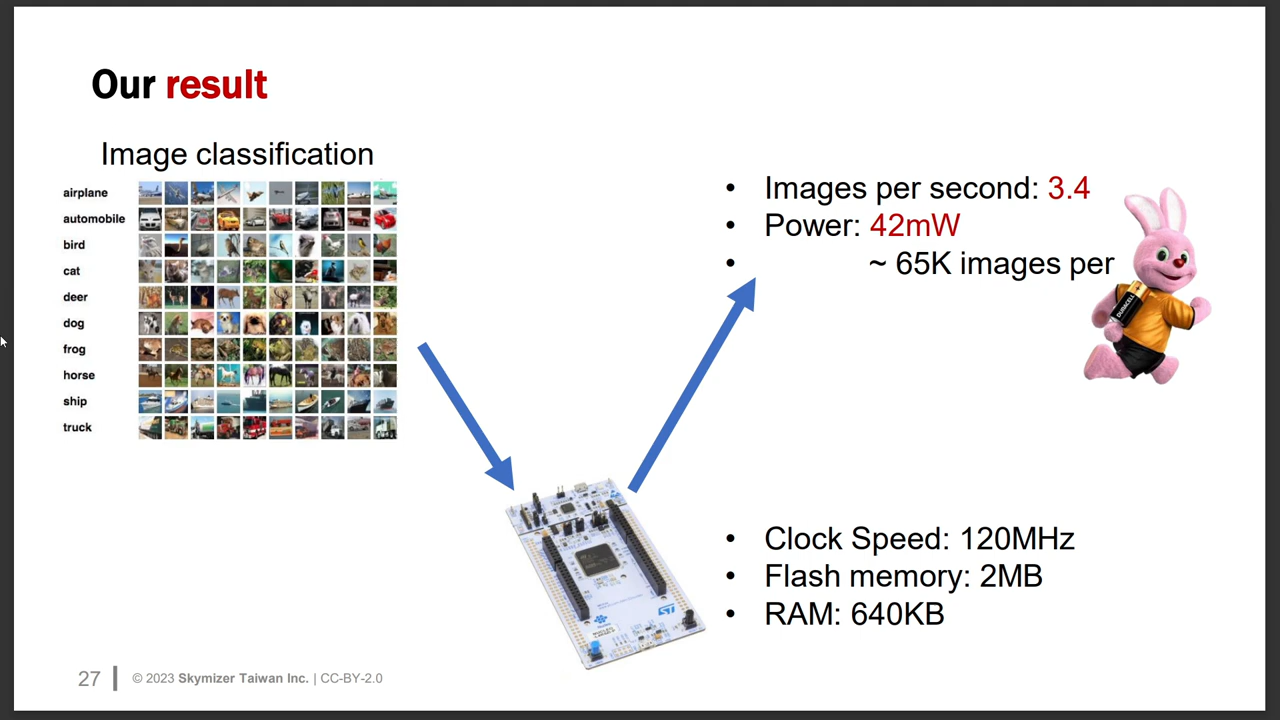 Our result
Image classification
airplane
automobile
bird
cat
deer
dog
frog
horse
ship
truck
• Images per second: 3.4
• Power: 42mW
• ~ 65K images per
DURACELL
• Clock Speed: 120MHz
• Flash memory: 2MB
• RAM: 640KB
ST
27 | © 2023 Skymizer Taiwan Inc. | CC-BY-2.0